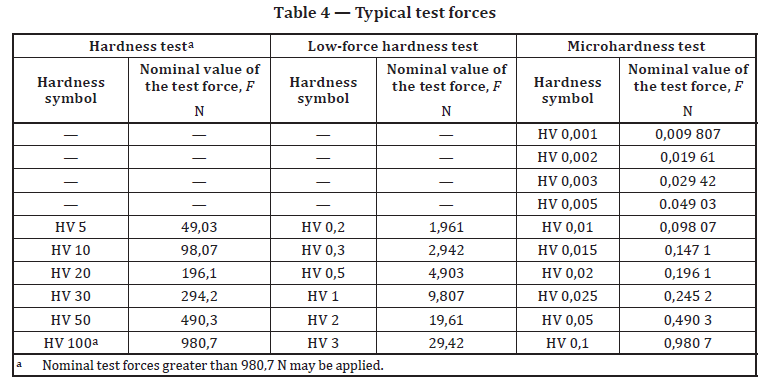 Table 4 — Typical test forces
Hardness testa Low-force hardness test Microhardness test
Hardness symbol Nominal value of the test force, F N Hardness symbol Nominal value of the test force, F N Hardness symbol Nominal value of the test force, F N
— — — — HV 0,001 0,009 807
— — — — HV 0,002 0,019 61
— — — — HV 0,003 0,029 42
— — — — HV 0,005 0.049 03
HV 5 49,03 HV 0,2 1,961 HV 0,01 0,098 07
HV 10 98,07 HV 0,3 2,942 HV 0,015 0,147 1
HV 20 196,1 HV 0,5 4,903 HV 0,02 0,196 1
HV 30 294,2 HV 1 9,807 HV 0,025 0,245 2
HV 50 490,3 HV 2 19,61 HV 0,05 0,490 3
HV 100a 980,7 HV 3 29,42 HV 0,1 0,980 7
a Nominal test forces greater than 980,7 N may be applied.